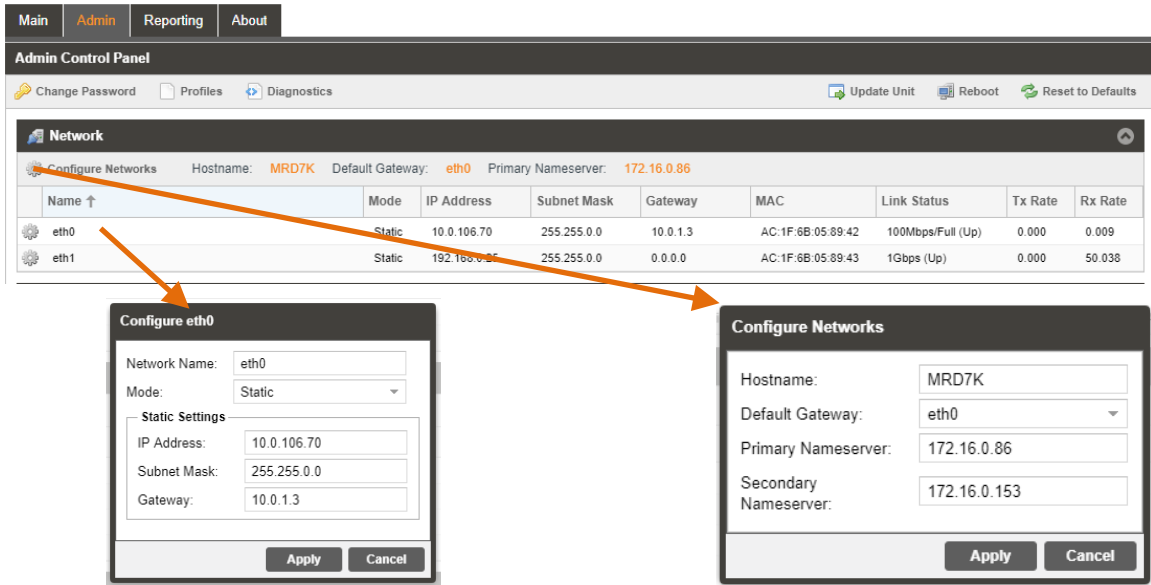 Main Admin Reporting About
Admin Control Panel
Change Password Profiles Diagnostics Update Unit Reboot Reset to Defaults
Network
Configure Networks Hostname: MRD7K Default Gateway: eth0 Primary Nameserver: 172.16.0.86
Name Mode IP Address Subnet Mask Gateway MAC Link Status Tx Rate Rx Rate
eth0 Static 10.0.106.70 255.255.0.0 10.0.1.3 AC:1F:6B:05:89:42 100Mbps/Full (Up) 0.000 0.009
eth1 Static 192.168.0.25 255.255.0.0 0.0.0.0 AC:1F:6B:05:89:43 1Gbps (Up) 0.000 50.038
Configure eth0
Network Name: eth0
Mode: Static
Static Settings
IP Address: 10.0.106.70
Subnet Mask: 255.255.0.0
Gateway: 10.0.1.3
Apply Cancel
Configure Networks
Hostname: MRD7K
Default Gateway: eth0
Primary Nameserver: 172.16.0.86
Secondary
Nameserver: 172.16.0.153
Apply Cancel